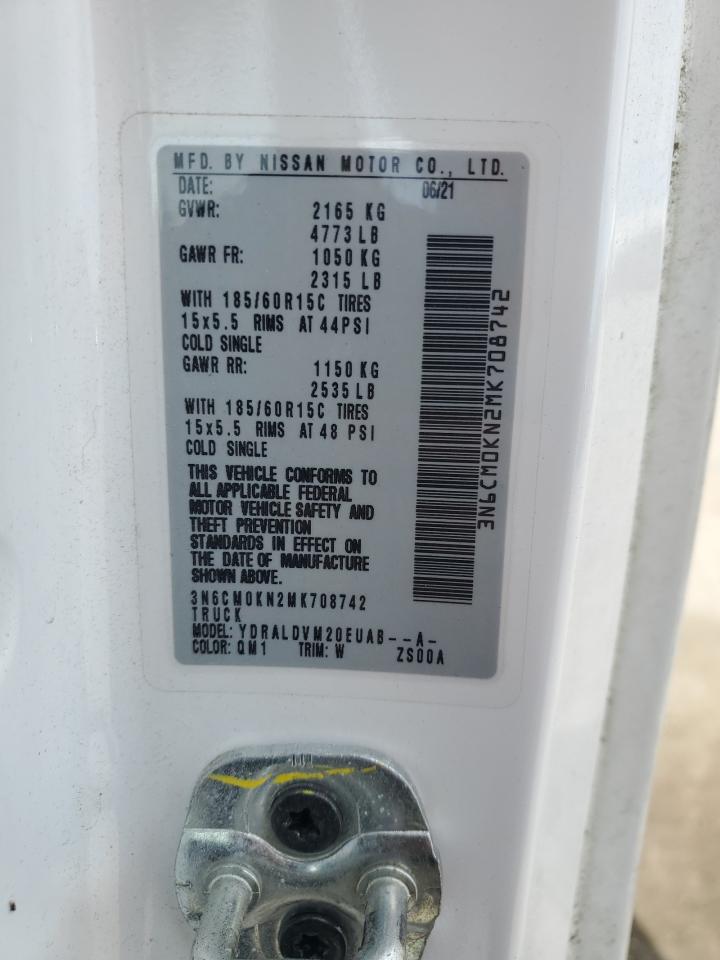 MFD. BY NISSAN MOTOR CO., LTD.
DATE: 06/21
GVWR: 2165 KG
4773 LB
GAWR FR: 1050 KG
2315 LB
WITH 185/60R15C TIRES
15x5.5 RIMS AT 44PSI
COLD SINGLE
GAWR RR: 1150 KG
2535 LB
WITH 185/60R15C TIRES
15x5.5 RIMS AT 48 PSI
COLD SINGLE
THIS VEHICLE CONFORMS TO
ALL APPLICABLE FEDERAL
MOTOR VEHICLE SAFETY AND
THEFT PREVENTION
STANDARDS IN EFFECT ON
THE DATE OF MANUFACTURE
SHOWN ABOVE.
3N6CM0KN2MK708742
TRUCK
MODEL: YDRALDVM20EUAB--A-
COLOR: QM1 TRIM: W ZS00A
3N6CM0KN2MK708742